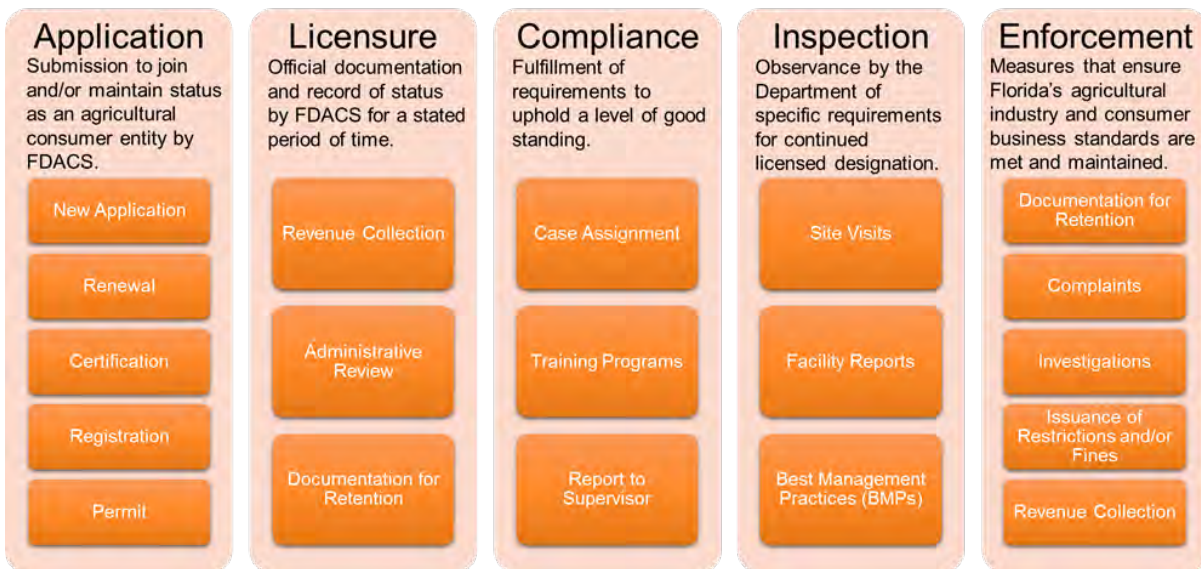 Application
Submission to join
and/or maintain status
as an agricultural
consumer entity by
FDACS.
New Application
Renewal
Certification
Registration
Permit
Licensure
Official documentation
and record of status
by FDACS for a stated
period of time.
Revenue Collection
Administrative
Review
Documentation for
Retention
Compliance
Fulfillment of
requirements to
uphold a level of good
standing.
Case Assignment
Training Programs
Report to
Supervisor
Inspection
Observance by the
Department of
specific requirements
for continued
licensed designation.
Site Visits
Facility Reports
Best Management
Practices (BMPs)
Enforcement
Measures that ensure
Florida's agricultural
industry and consumer
business standards are
met and maintained.
Documentation for
Retention
Complaints
Investigations
Issuance of
Restrictions and/or
Fines
Revenue Collection